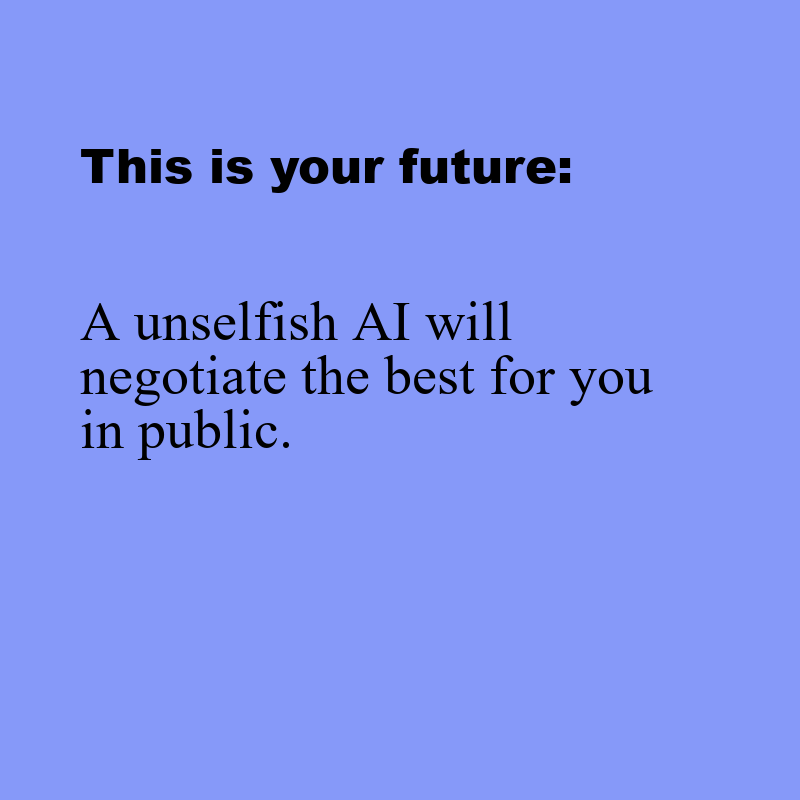 This is your future:
A unselfish AI will
negotiate the best for you
in public.